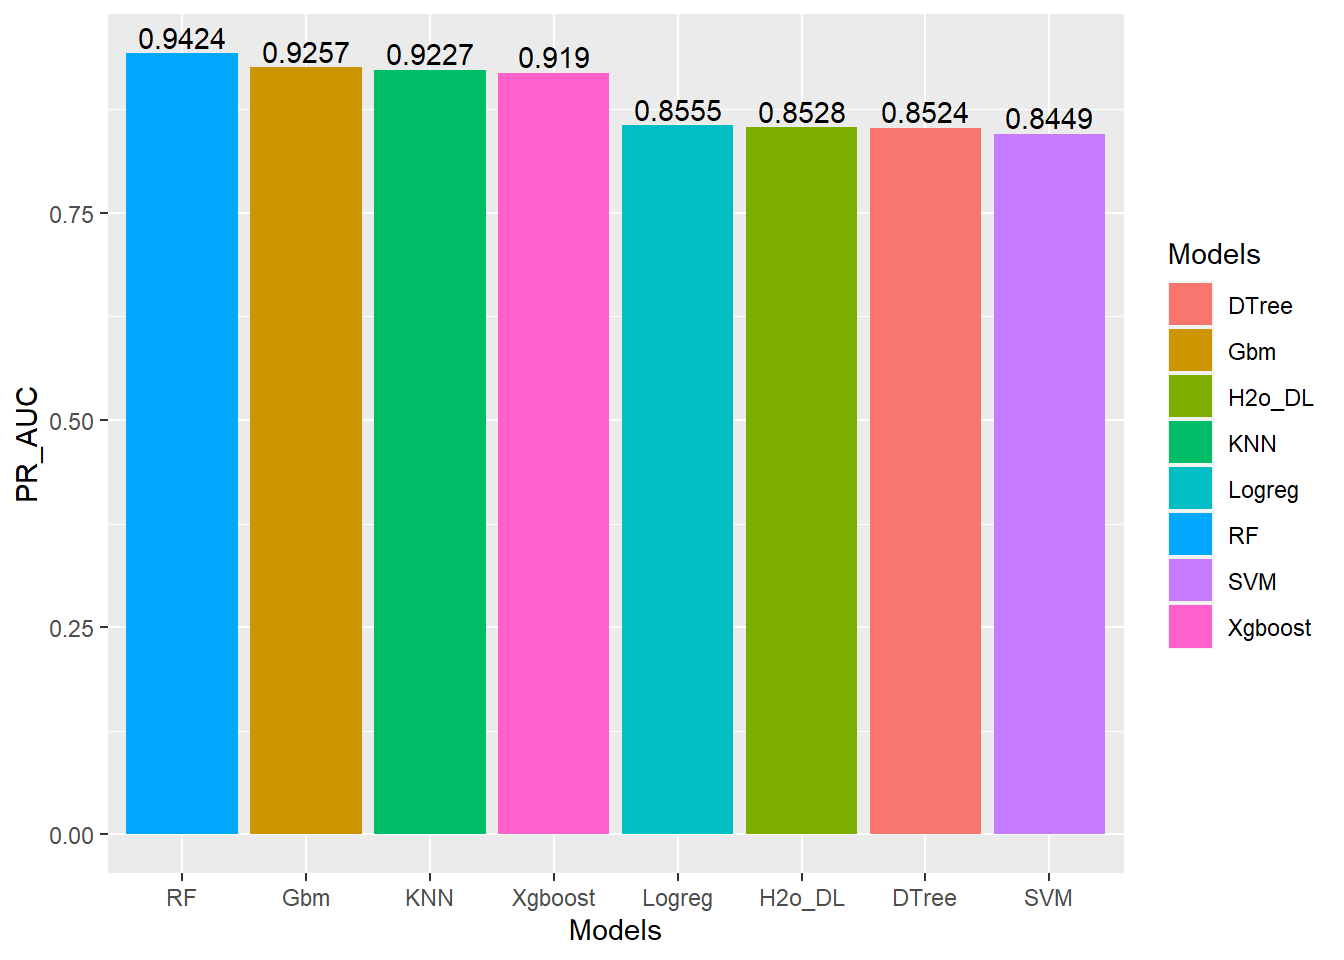 0.9424
0.9257
0.9227
0.919
0.8555
0.8528
0.8524
0.8449
0.75
0.50
0.25
0.00
PR_AUC
RF
Gbm
KNN
Xgboost
Logreg
H2o_DL
DTree
SVM
Models
Models
DTree
Gbm
H2o_DL
KNN
Logreg
RF
SVM
Xgboost